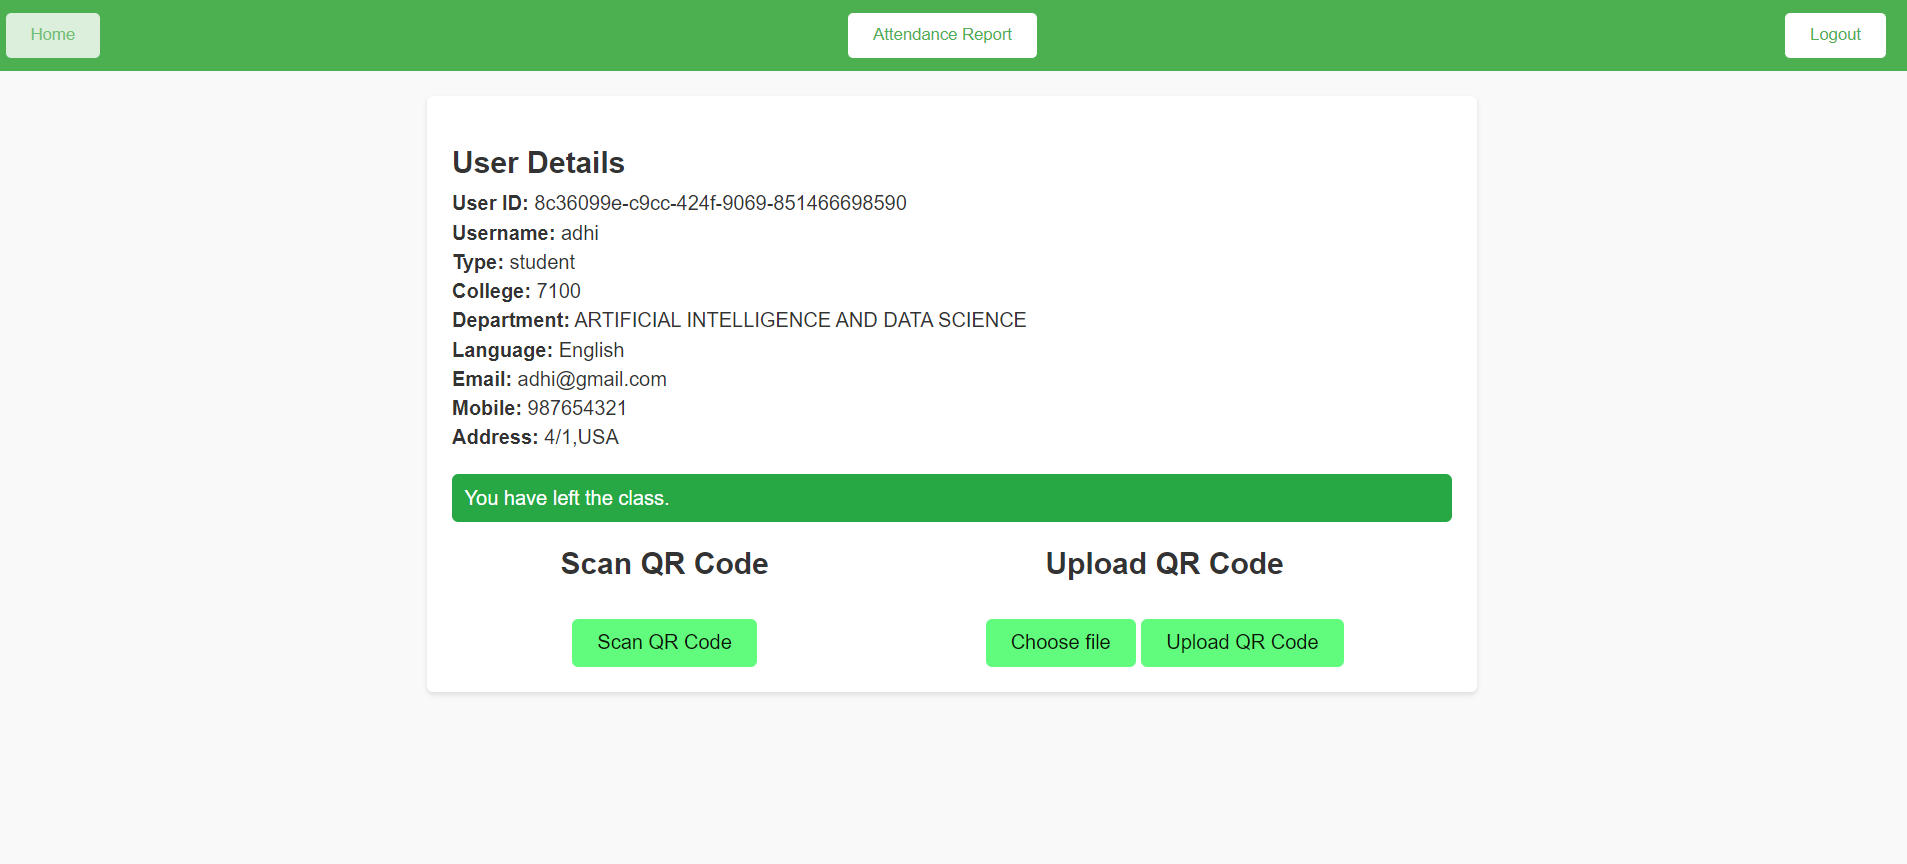 Home
Attendance Report
Logout
User Details
User ID: 8c36099e-c9cc-424f-9069-851466698590
Username: adhi
Type: student
College: 7100
Department: ARTIFICIAL INTELLIGENCE AND DATA SCIENCE
Language: English
Email: adhi@gmail.com
Mobile: 987654321
Address: 4/1,USA
You have left the class.
Scan QR Code
Upload QR Code
Scan QR Code
Choose file
Upload QR Code